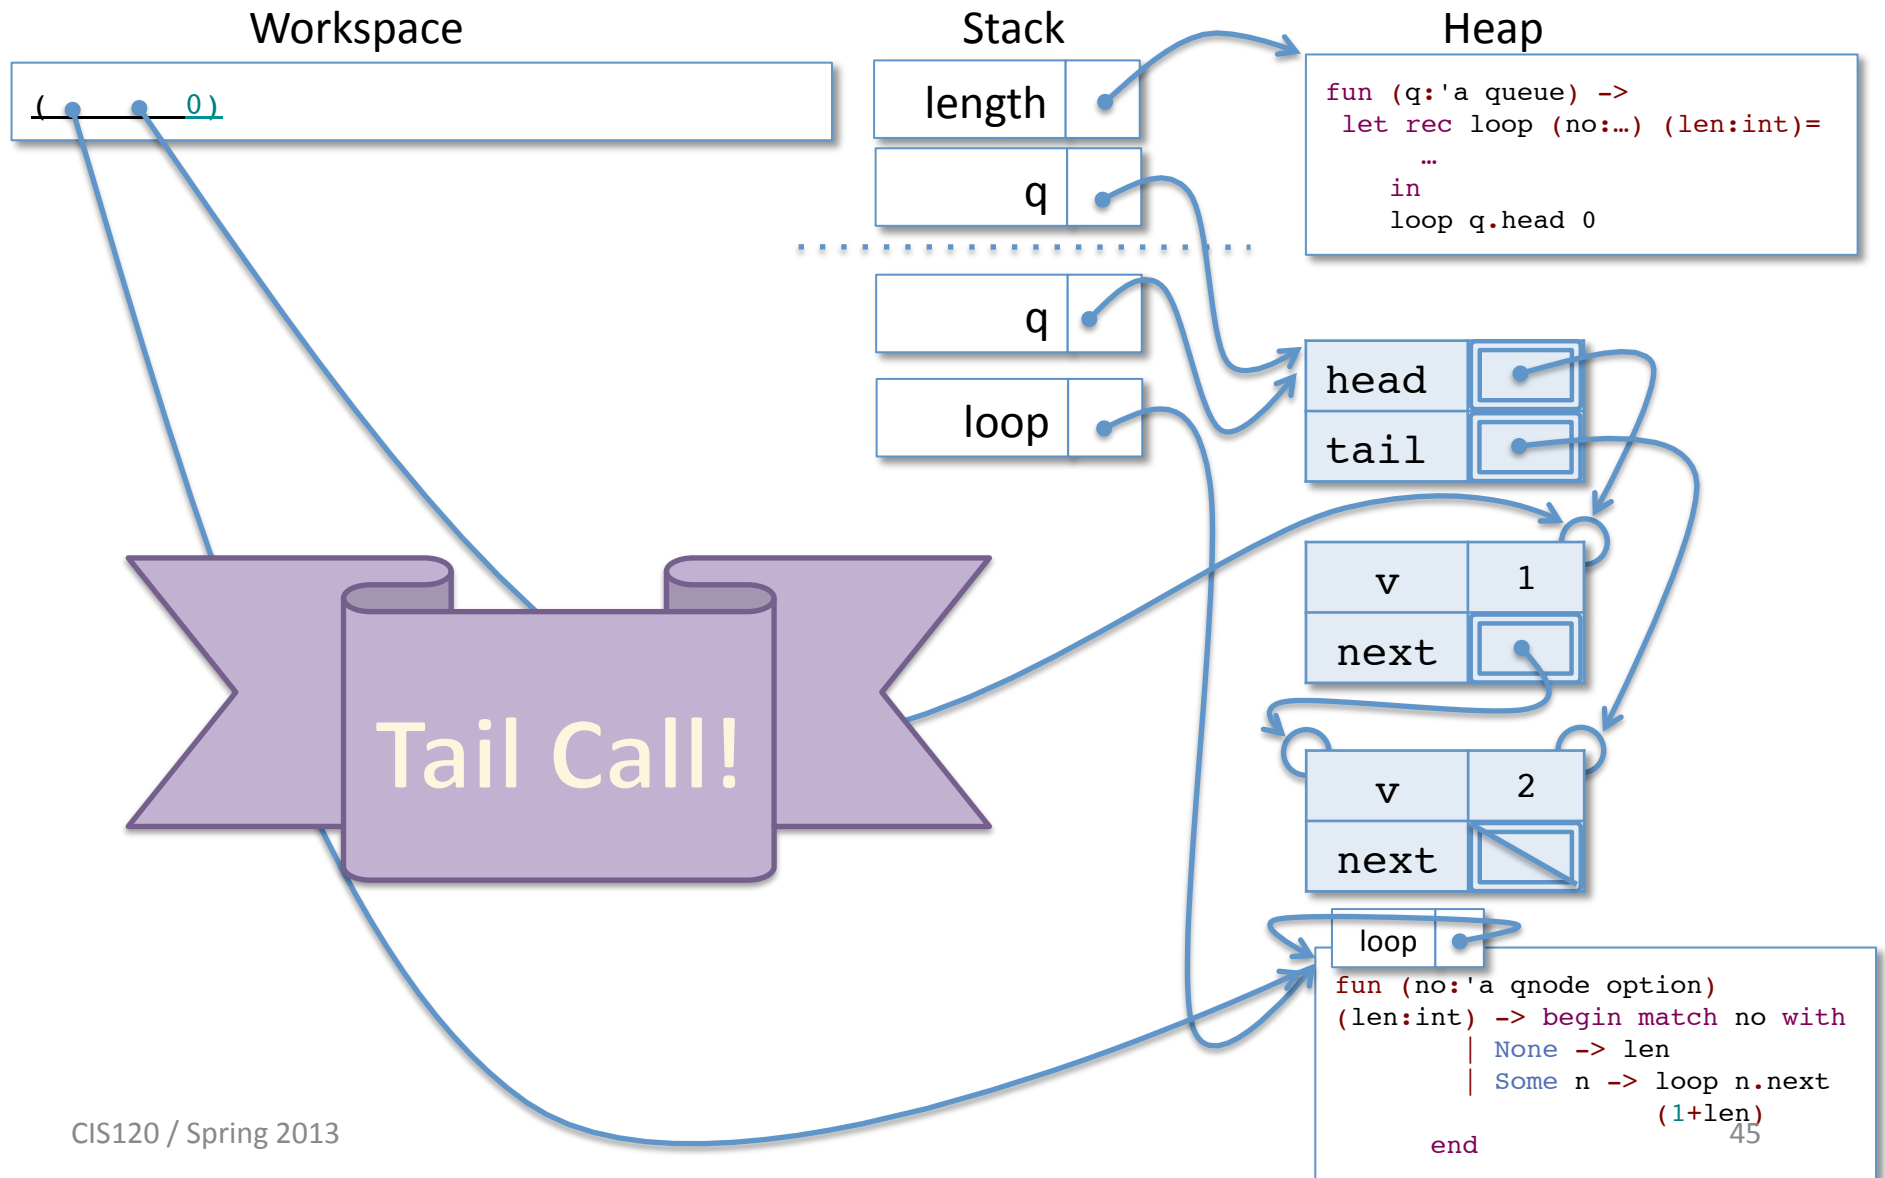 Workspace
Stack
Heap
( 0)
length
q
q
loop
fun (q:'a queue) ->
let rec loop (no:…) (len:int)=
…
in
loop q.head 0
head
tail
v 1
next
v 2
next
Tail Call!
loop
fun (no:'a qnode option)
(len:int) -> begin match no with
| None -> len
| Some n -> loop n.next
(1+len)
end
CIS120 / Spring 2013
45